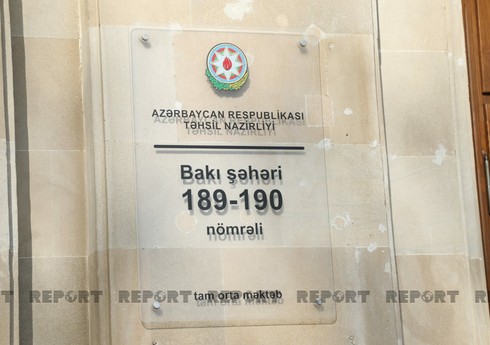 AZƏRBAYCAN RESPUBLİKASI
TƏHSİL NAZİRLİYİ
Bakı şəhəri
189-190
nömrəli
tam orta məktəb
REPORT REPORT REPORT REPORT REPORT